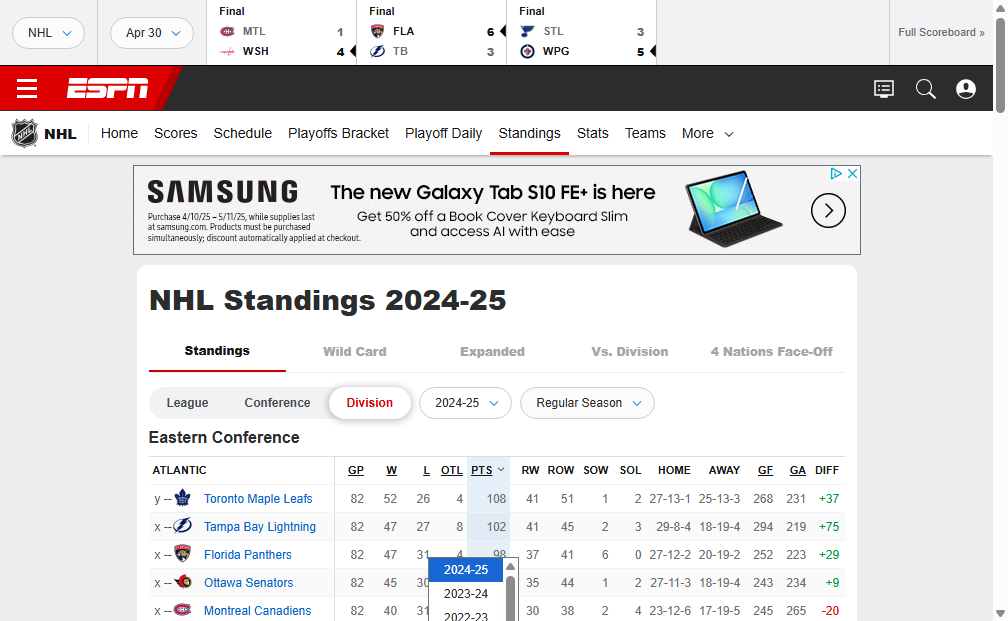 NHL
Apr 30
Final
MTL 1
WSH 4
Final
FLA 6
TB 3
Final
STL 3
WPG 5
Full Scoreboard »
ESPN
NHL Home Scores Schedule Playoffs Bracket Playoff Daily Standings Stats Teams More
SAMSUNG
Purchase 4/10/25 – 5/11/25, while supplies last
at samsung.com. Products must be purchased
simultaneously; discount automatically applied at checkout.
The new Galaxy Tab S10 FE+ is here
Get 50% off a Book Cover Keyboard Slim
and access AI with ease
NHL Standings 2024-25
Standings Wild Card Expanded Vs. Division 4 Nations Face-Off
League Conference Division 2024-25 Regular Season
Eastern Conference
ATLANTIC GP W L OTL PTS RW ROW SOW SOL HOME AWAY GF GA DIFF
y -- Toronto Maple Leafs 82 52 26 4 108 41 51 1 2 27-13-1 25-13-3 268 231 +37
x -- Tampa Bay Lightning 82 47 27 8 102 41 45 2 3 29-8-4 18-19-4 294 219 +75
x -- Florida Panthers 82 47 31 4 98 37 41 6 0 27-12-2 20-19-2 252 223 +29
x -- Ottawa Senators 82 45 30 35 44 1 2 27-11-3 18-19-4 243 234 +9
x -- Montreal Canadiens 82 40 31 30 38 2 4 23-12-6 17-19-5 245 265 -20
2024-25
2023-24
2022-23